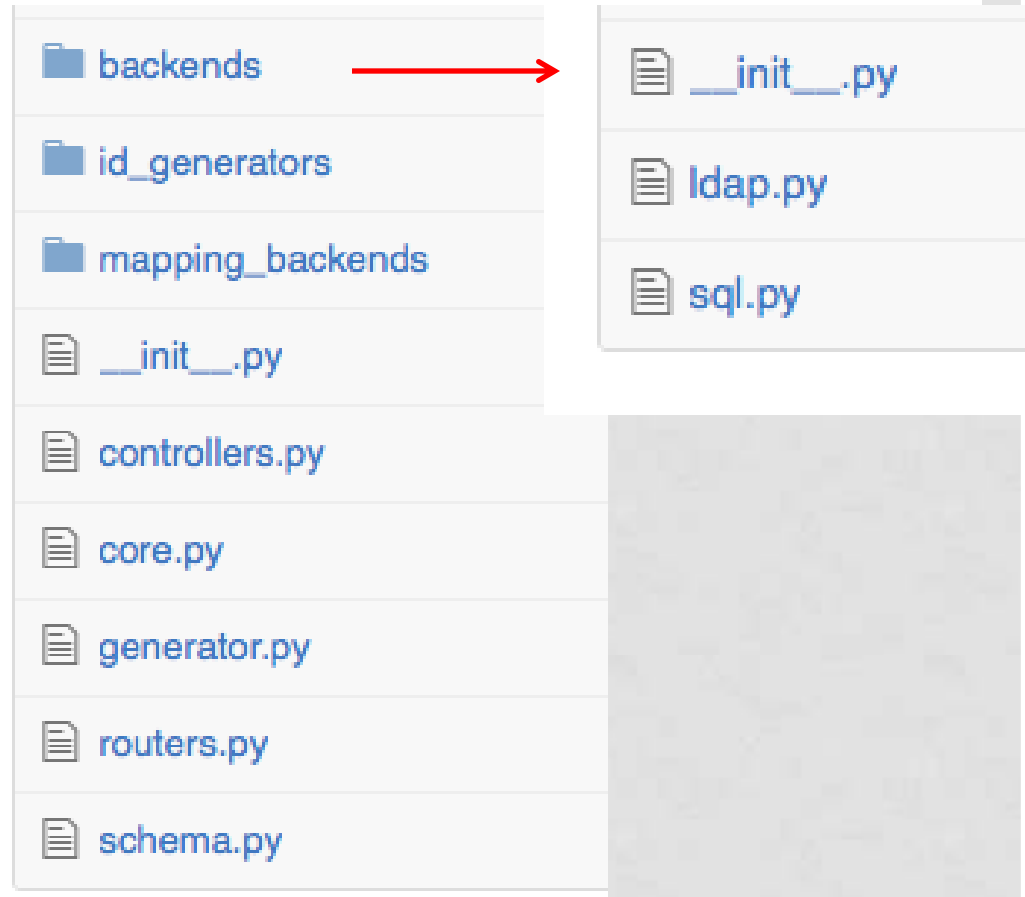 backends
id_generators
mapping_backends
__init__.py
controllers.py
core.py
generator.py
routers.py
schema.py
__init__.py
ldap.py
sql.py